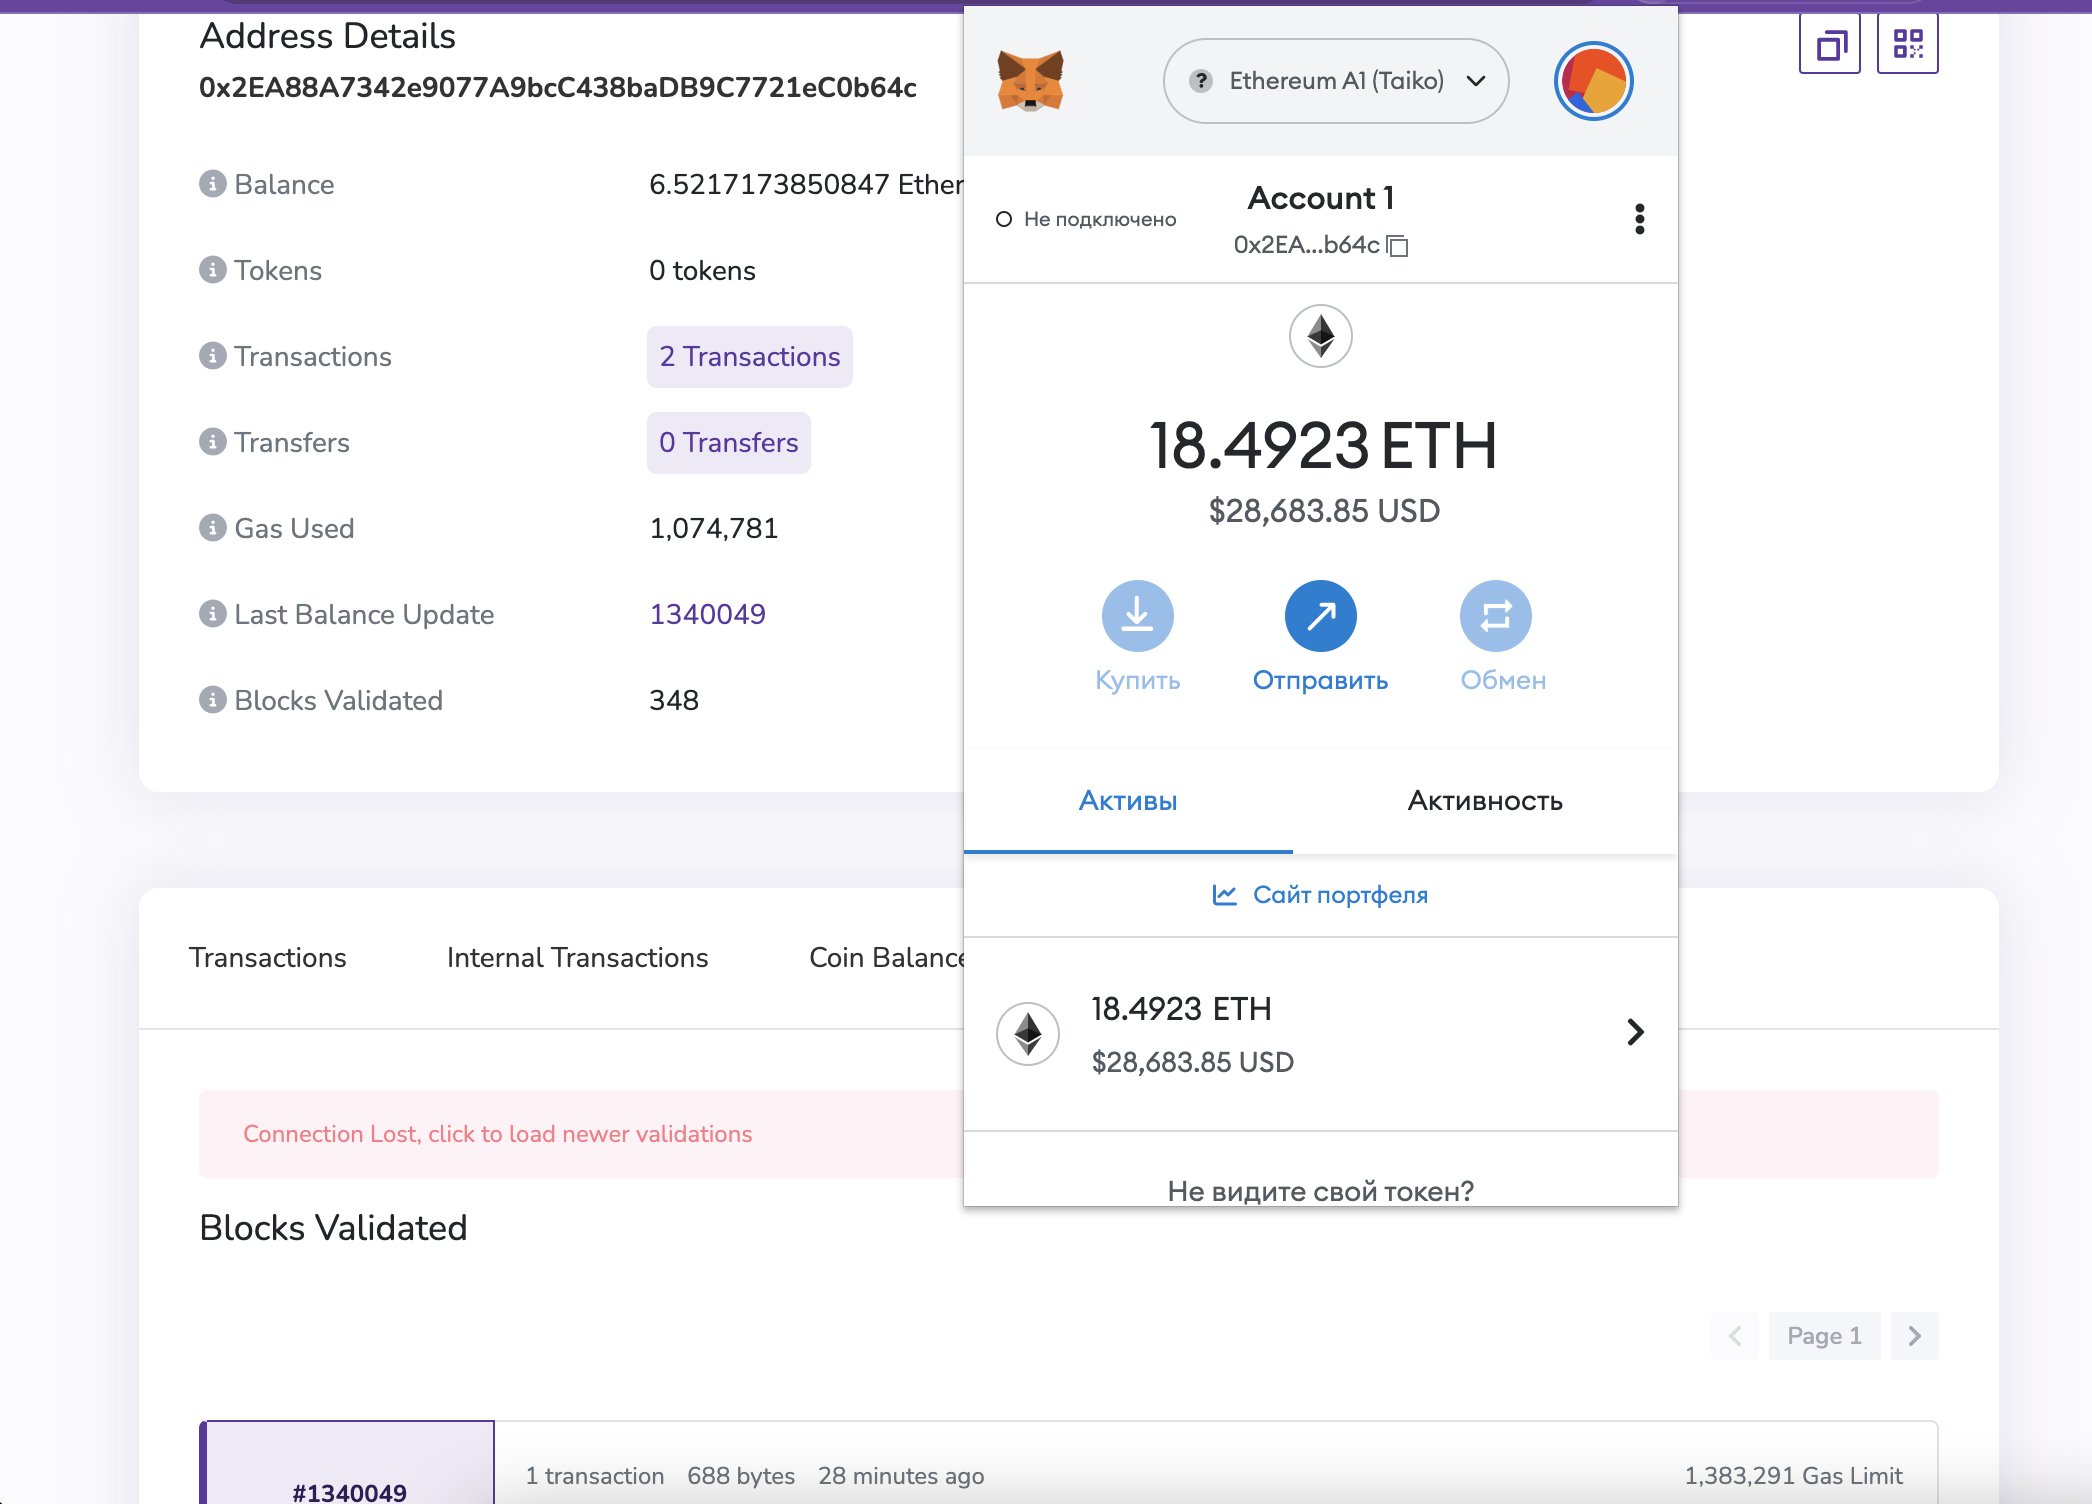 Address Details
0x2EA88A7342e9077A9bcC438baDB9C7721eC0b64c
Balance
6.5217173850847 Ether
Tokens
0 tokens
Transactions
2 Transactions
Transfers
0 Transfers
Gas Used
1,074,781
Last Balance Update
1340049
Blocks Validated
348
Transactions
Internal Transactions
Coin Balance
Connection Lost, click to load newer validations
Blocks Validated
Page 1
#1340049
1 transaction 688 bytes 28 minutes ago
1,383,291 Gas Limit
Ethereum A1 (Taiko)
Account 1
Не подключено
0x2EA...b64c
18.4923 ETH
$28,683.85 USD
Купить
Отправить
Обмен
Активы
Активность
Сайт портфеля
18.4923 ETH
$28,683.85 USD
Не видите свой токен?